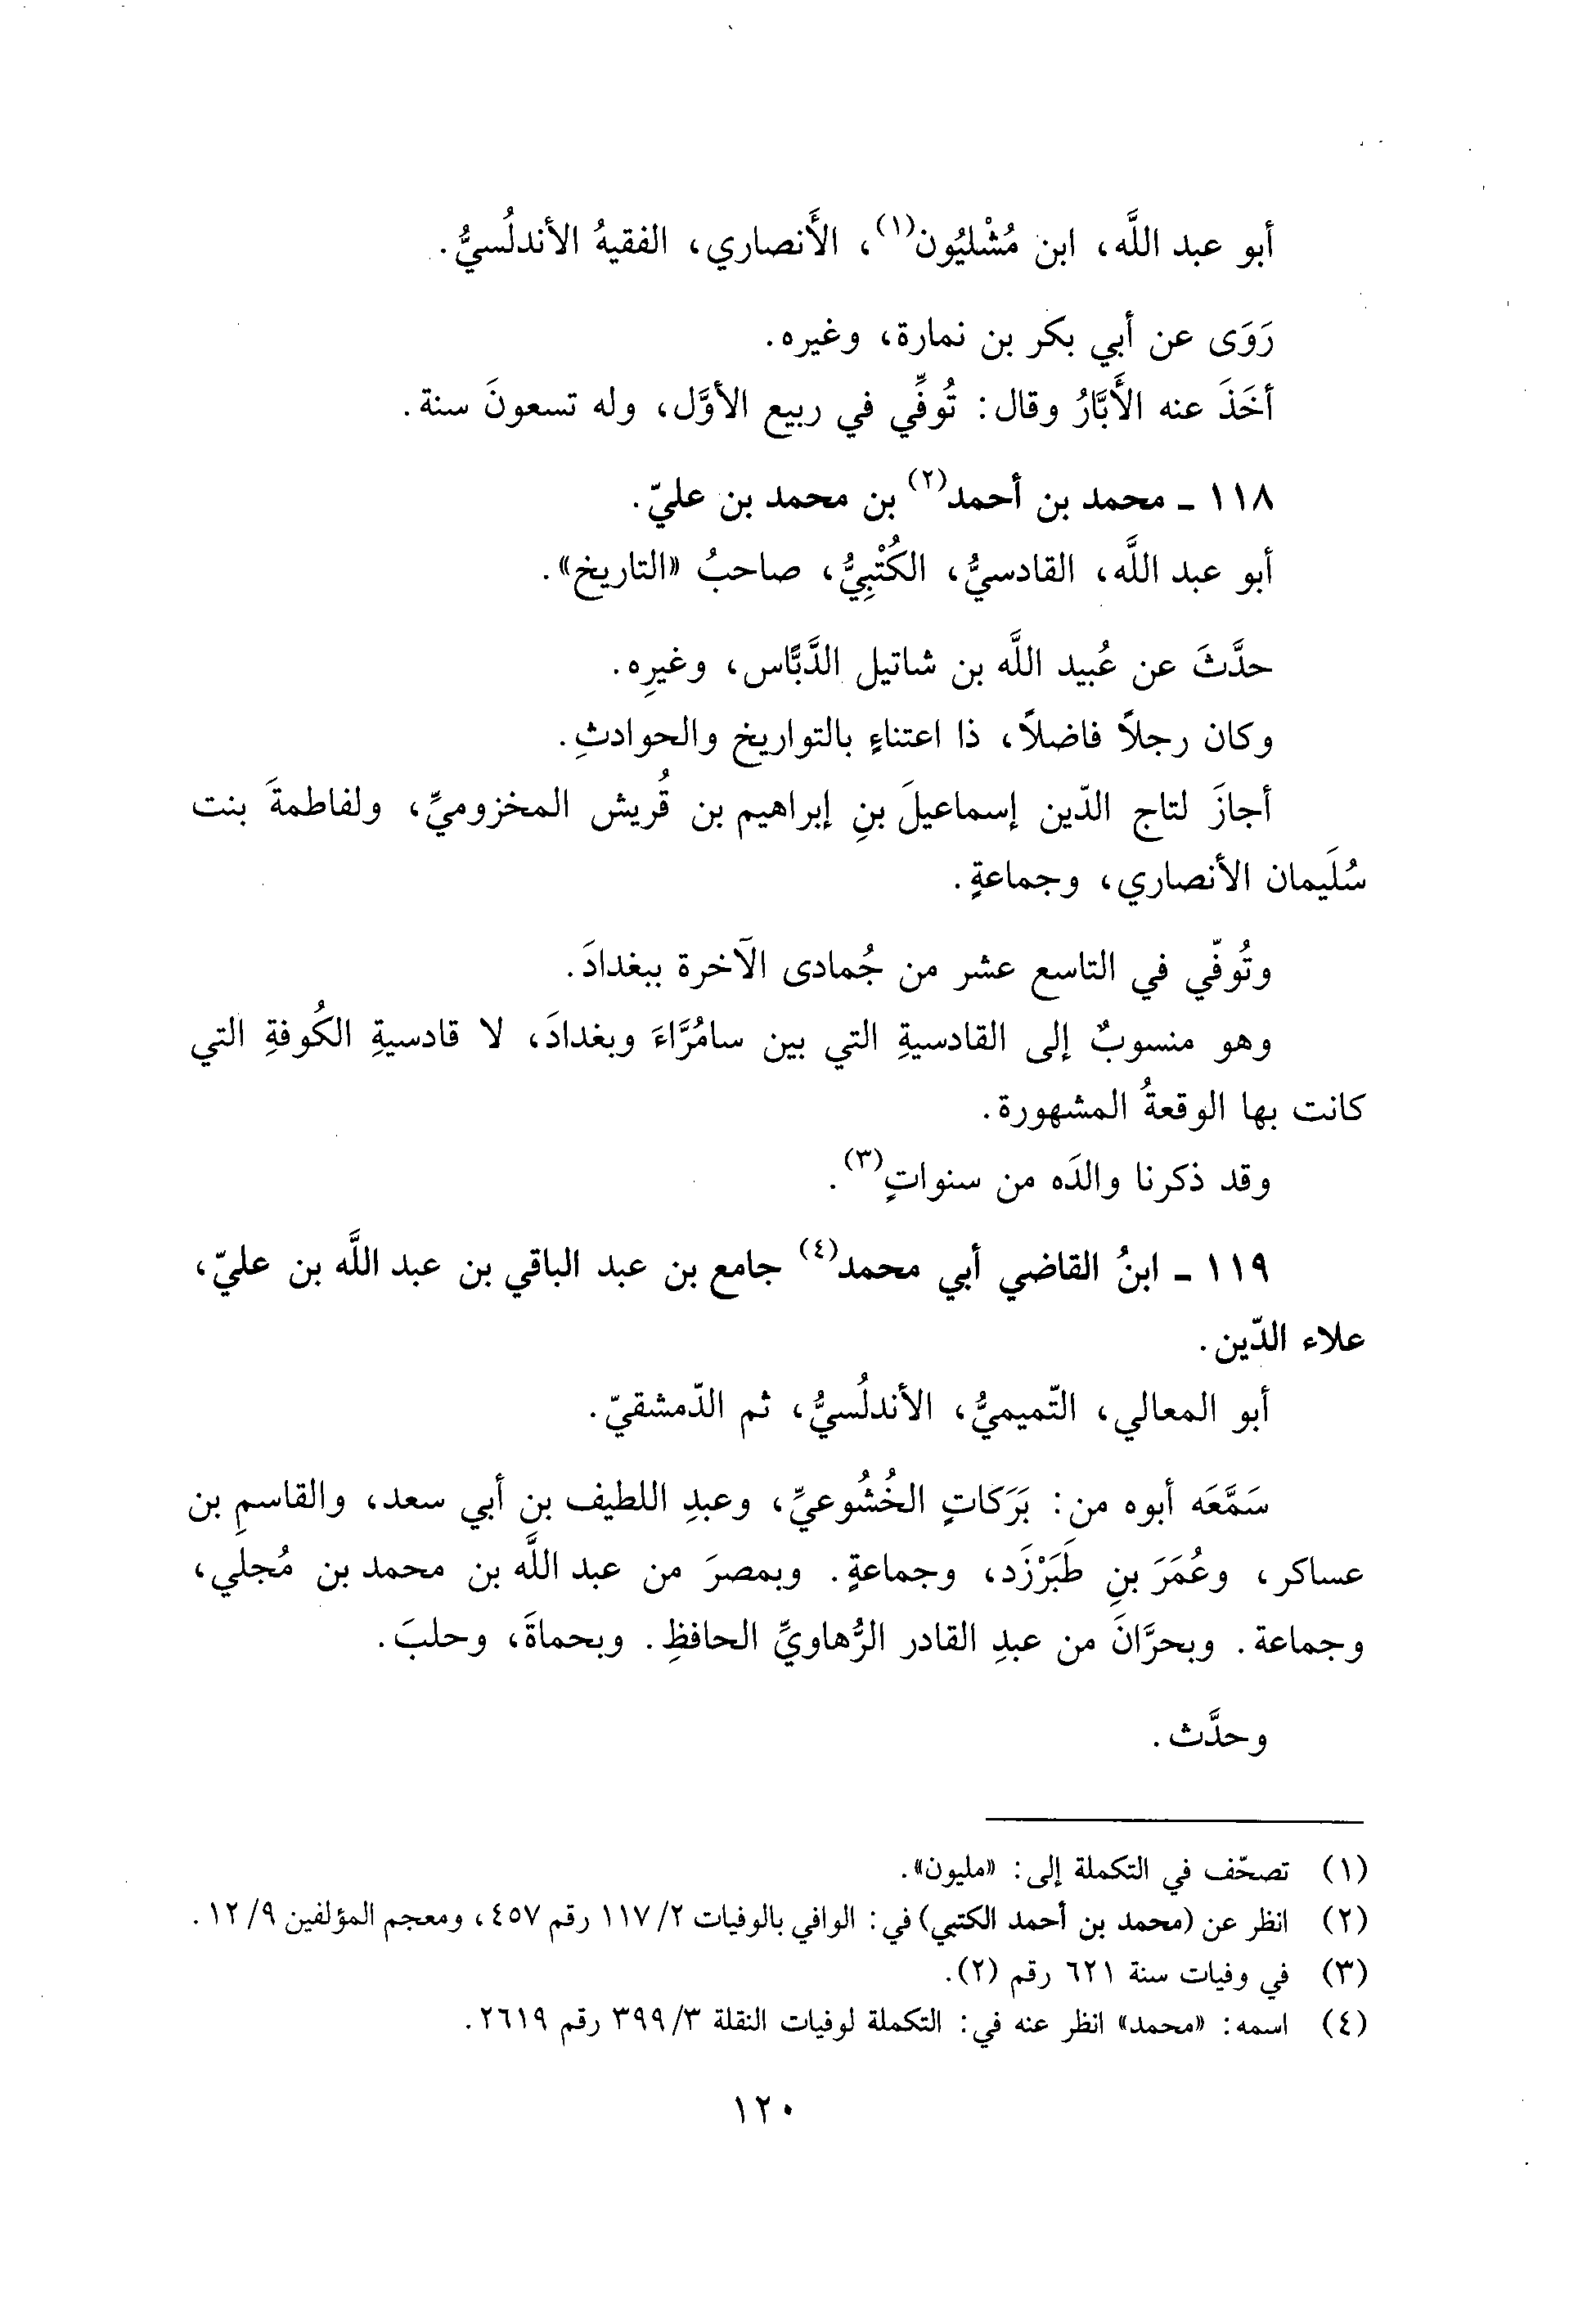 أبو عبد اللَّه، ابن مُشْليُون(١)، الأَنصاري، الفقيهُ الأندلُسيُّ.
رَوَى عن أبي بكر بن نمارة، وغيره.
أخَذَ عنه الأَبَّارُ وقال: تُوفِّي في ربيع الأوَّل، وله تسعونَ سنة.
١١٨ - محمد بن أحمد(٢) بن محمد بن عليّ.
أبو عبد اللَّه، القادسيُّ، الكُتْبِيُّ، صاحبُ «التاريخ».
حدَّثَ عن عُبيد اللَّه بن شاتيل الدَّبَّاس، وغيرِه.
وكان رجلاً فاضلاً، ذا اعتناءٍ بالتواريخ والحوادثِ.
أجازَ لتاج الدّين إسماعيلَ بنِ إبراهيم بن قُريش المخزوميِّ، ولفاطمةَ بنت
سُلَيمان الأنصاري، وجماعةٍ.
وتُوفّي في التاسع عشر من جُمادى الآخرة ببغدادَ.
وهو منسوبٌ إلى القادسيةِ التي بين سامُرَّاءَ وبغدادَ، لا قادسيةِ الكُوفةِ التي
كانت بها الوقعةُ المشهورة.
وقد ذكرنا والدَه من سنواتٍ(٣).
١١٩ - ابنُ القاضي أبي محمد(٤) جامع بن عبد الباقي بن عبد اللَّه بن عليّ،
علاء الدّين.
أبو المعالي، التّميميُّ، الأندلُسيُّ، ثم الدّمشقيّ.
سَمَّعَه أبوه من: بَرَكاتٍ الخُشُوعيِّ، وعبدِ اللطيف بن أبي سعد، والقاسمِ بن
عساكر، وعُمَرَ بنِ طَبَرْزَد، وجماعةٍ. وبمصرَ من عبد اللَّه بن محمد بن مُجلي،
وجماعة. وبحرَّانَ من عبدِ القادر الرُّهاويِّ الحافظِ. وبحماةَ، وحلبَ.
وحدَّث.
(١) تصحّف في التكملة إلى: «مليون».
(٢) انظر عن (محمد بن أحمد الكتبي) في: الوافي بالوفيات ١١٧/٢ رقم ٤٥٧، ومعجم المؤلفين ١٢/٩.
(٣) في وفيات سنة ٦٢١ رقم (٢).
(٤) اسمه: «محمد» انظر عنه في: التكملة لوفيات النقلة ٣٩٩/٣ رقم ٢٦١٩.
١٢٠